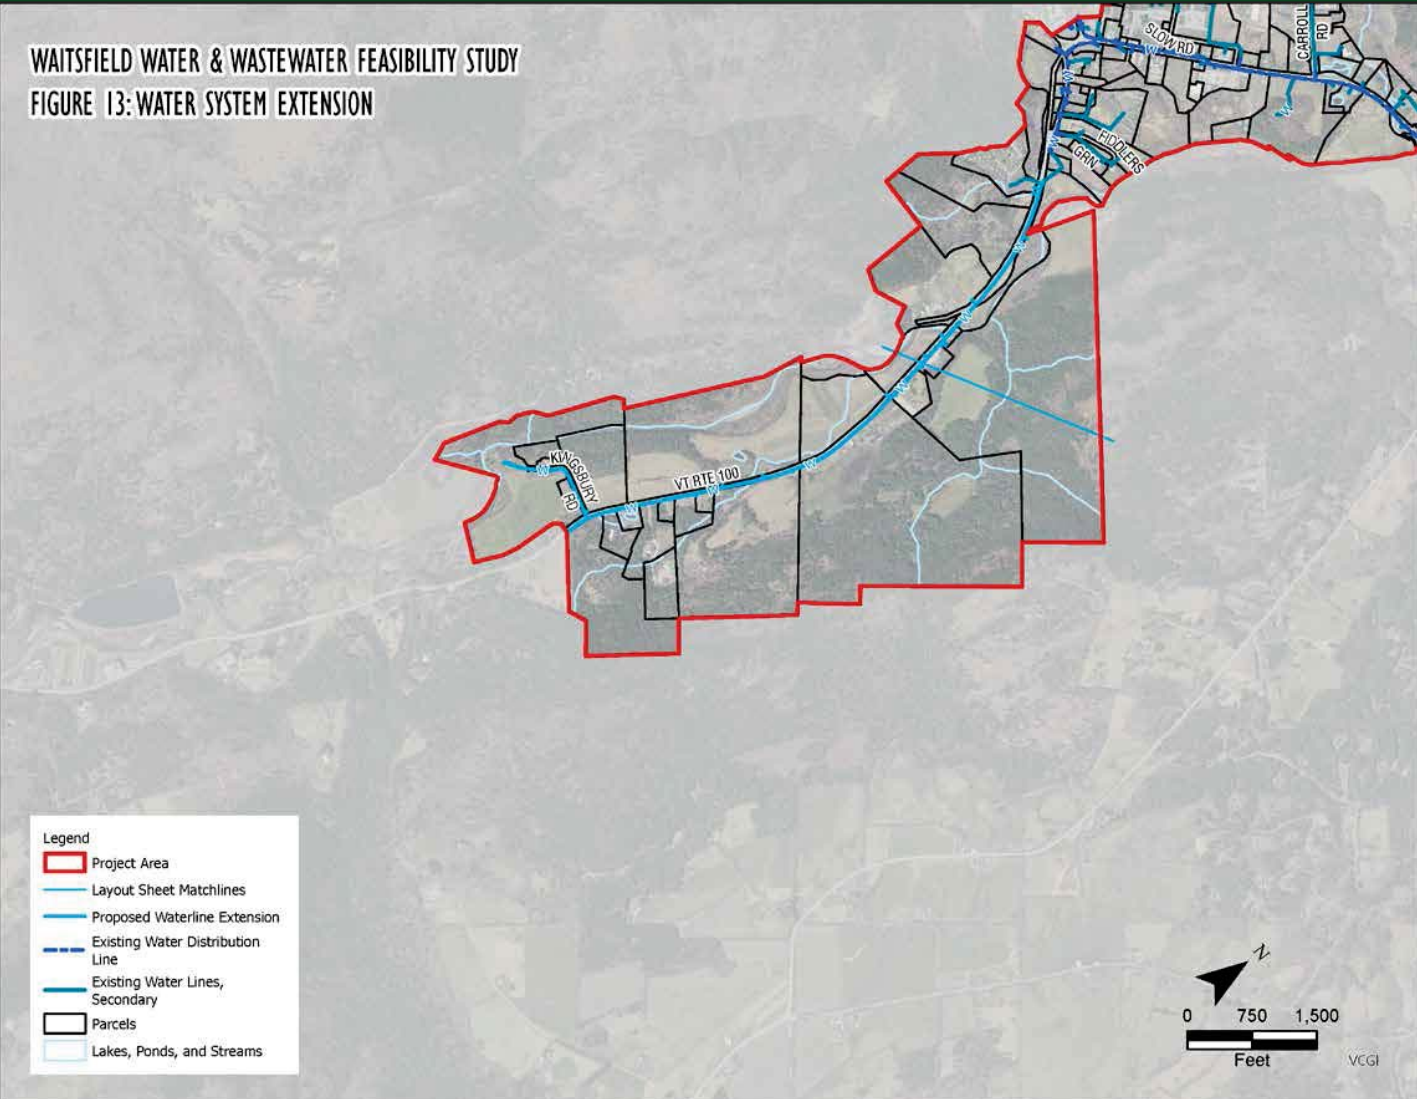 WAITSFIELD WATER & WASTEWATER FEASIBILITY STUDY
FIGURE 13: WATER SYSTEM EXTENSION
SLOW RD
CARROLL
RD
FIDDLERS
GRN
W
W
W
W
W
W
W
W
W
W
W
W
KINGSBURY
RD
VT RTE 100
Legend
Project Area
Layout Sheet Matchlines
Proposed Waterline Extension
Existing Water Distribution
Line
Existing Water Lines,
Secondary
Parcels
Lakes, Ponds, and Streams
N
0 750 1,500
Feet
VCGI